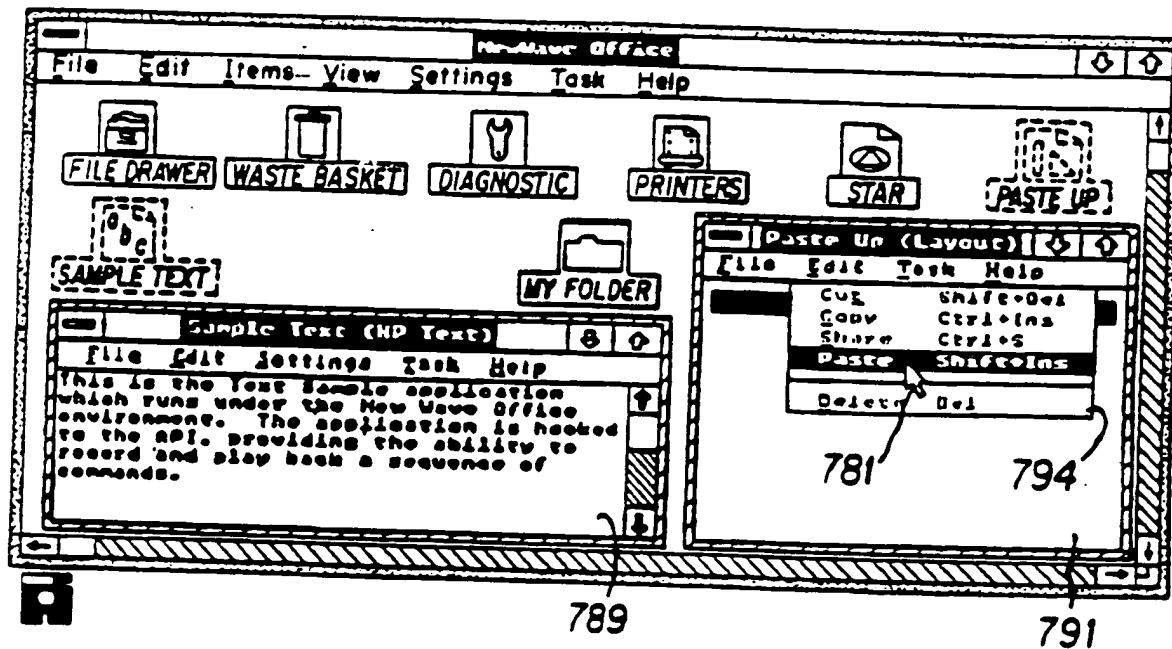 NewWave Office
File Edit Items View Settings Task Help
FILE DRAWER WASTE BASKET DIAGNOSTIC PRINTERS STAR PASTE UP
SAMPLE TEXT MY FOLDER
Sample Text (HP Text)
File Edit Settings Task Help
This is the Text Sample application
which runs under the New Wave Office
environment. The application is hooked
to the API, providing the ability to
record and play back a sequence of
commands.
Paste Up (Layout)
File Edit Task Help
Cut Shift+Del
Copy Ctrl+Ins
Share Ctrl+S
Paste Shift+Ins
Delete Del
781 794
789 791